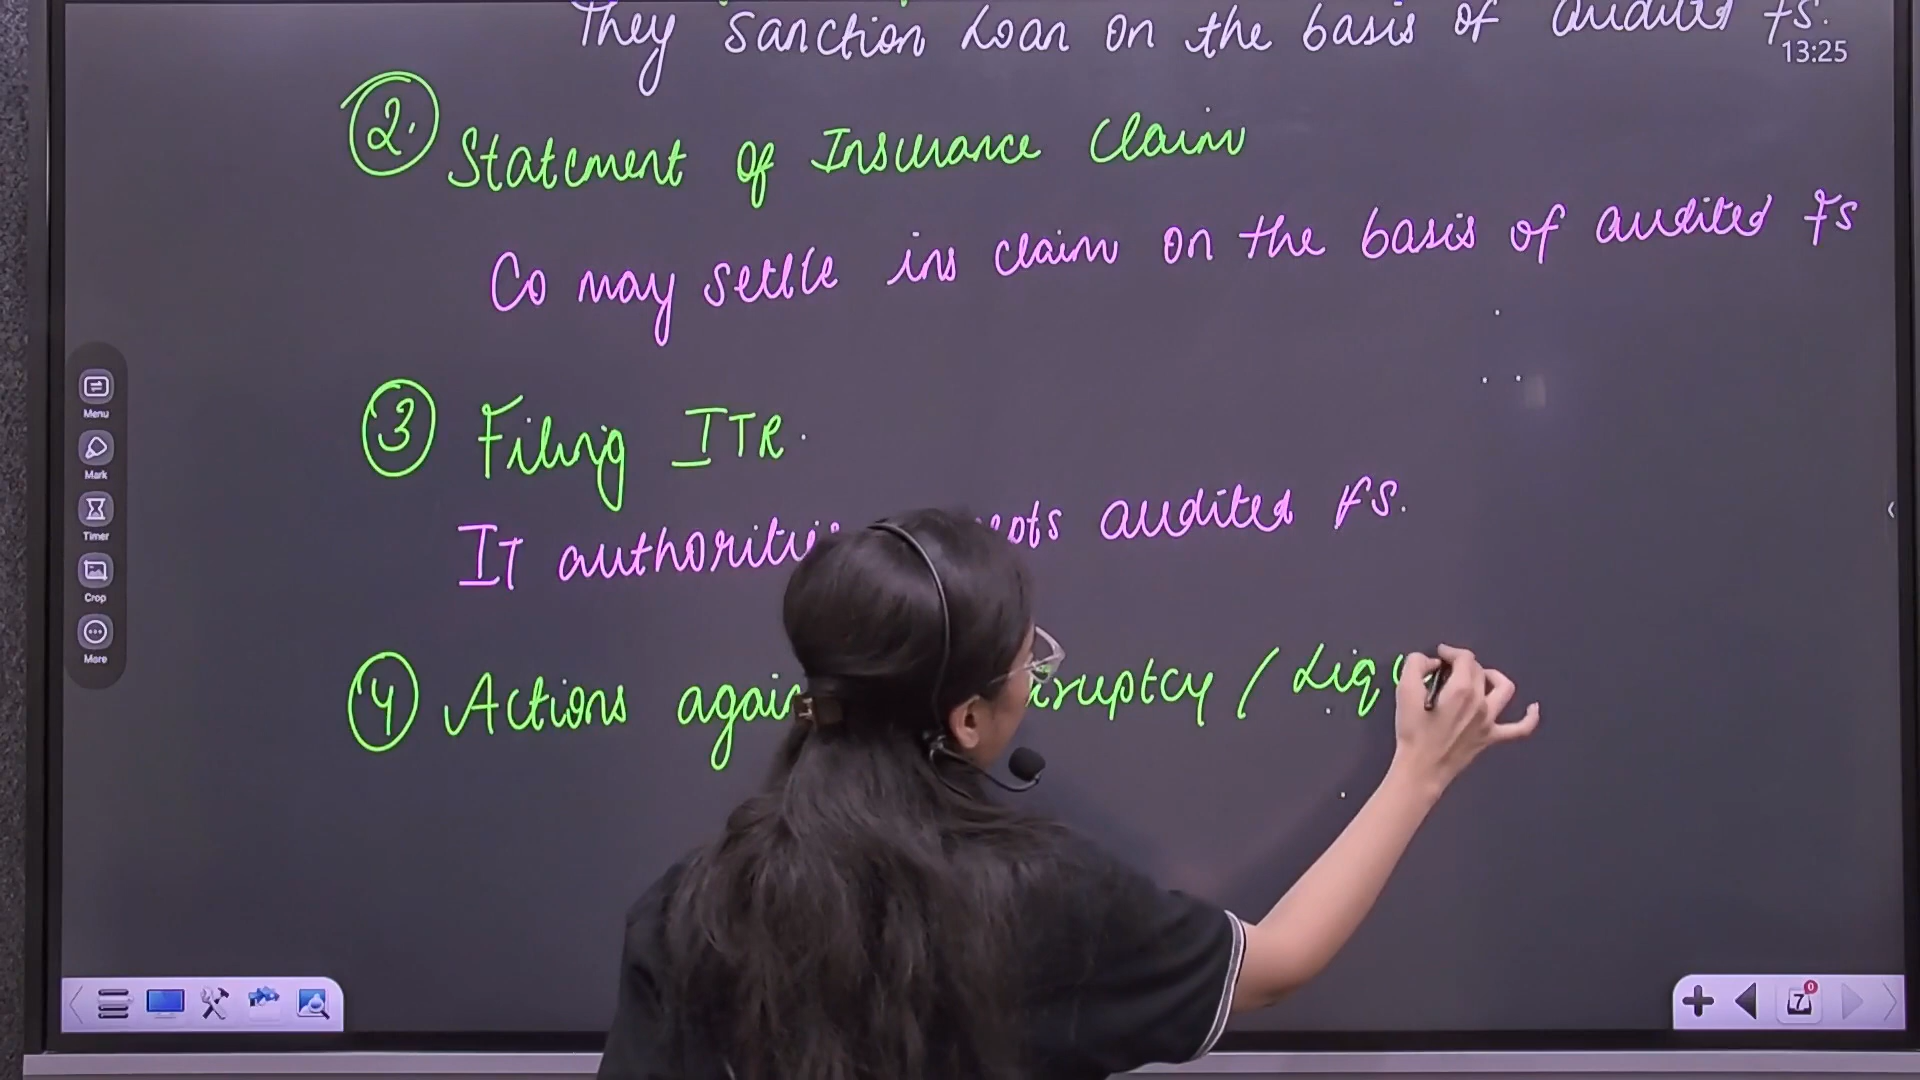 They Sanction Loan on the basis of audited FS.
13:25
2. Statement of Insurance Claim
Co may settle ins claim on the basis of audited FS
3 Filing ITR.
IT authorities audited FS.
4 Actions
Menu
Mark
Timer
Crop
More
7
0